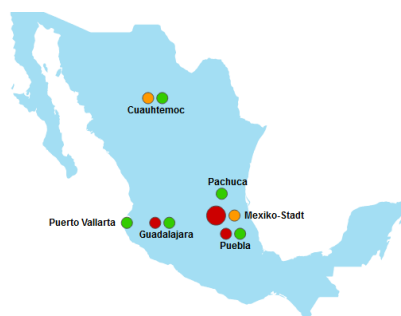 Cuauhtemoc
Pachuca
Mexiko-Stadt
Puerto Vallarta
Guadalajara
Puebla